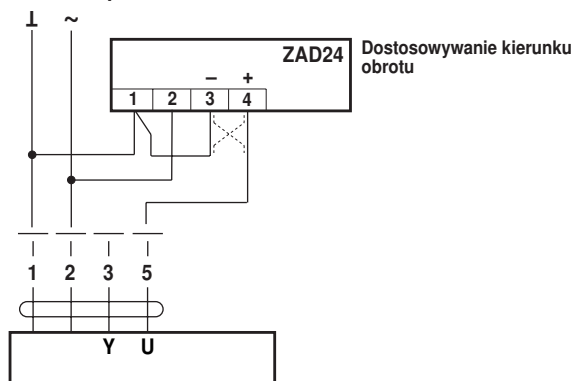 ⊥ ~
ZAD24
Dostosowywanie kierunku
obrotu
– +
1 2 3 4
1 2 3 5
Y U